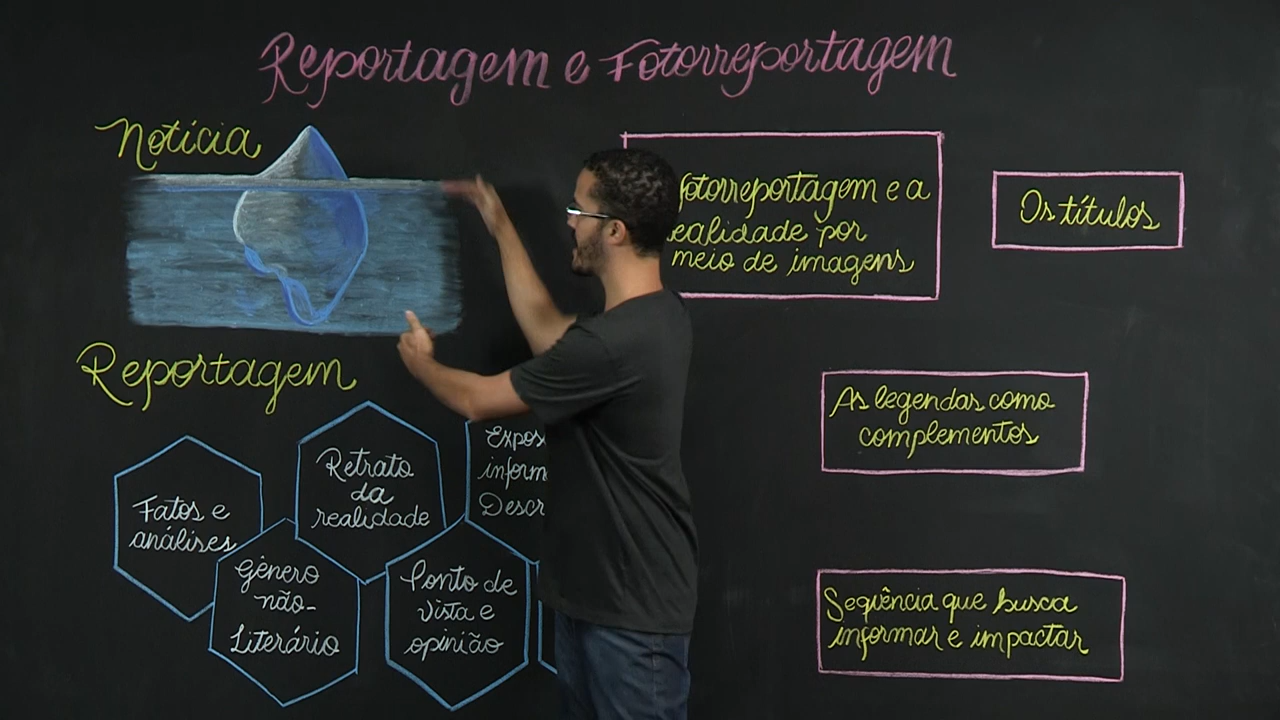 Reportagem e Fotorreportagem
Notícia
Reportagem
Fatos e
análises
Retrato
da
realidade
Gênero
não-
Literário
Ponto de
vista e
opinião
fotorreportagem e a
ealidade por
meio de imagens
Os títulos
As legendas como
complementos
Sequência que busca
informar e impactar